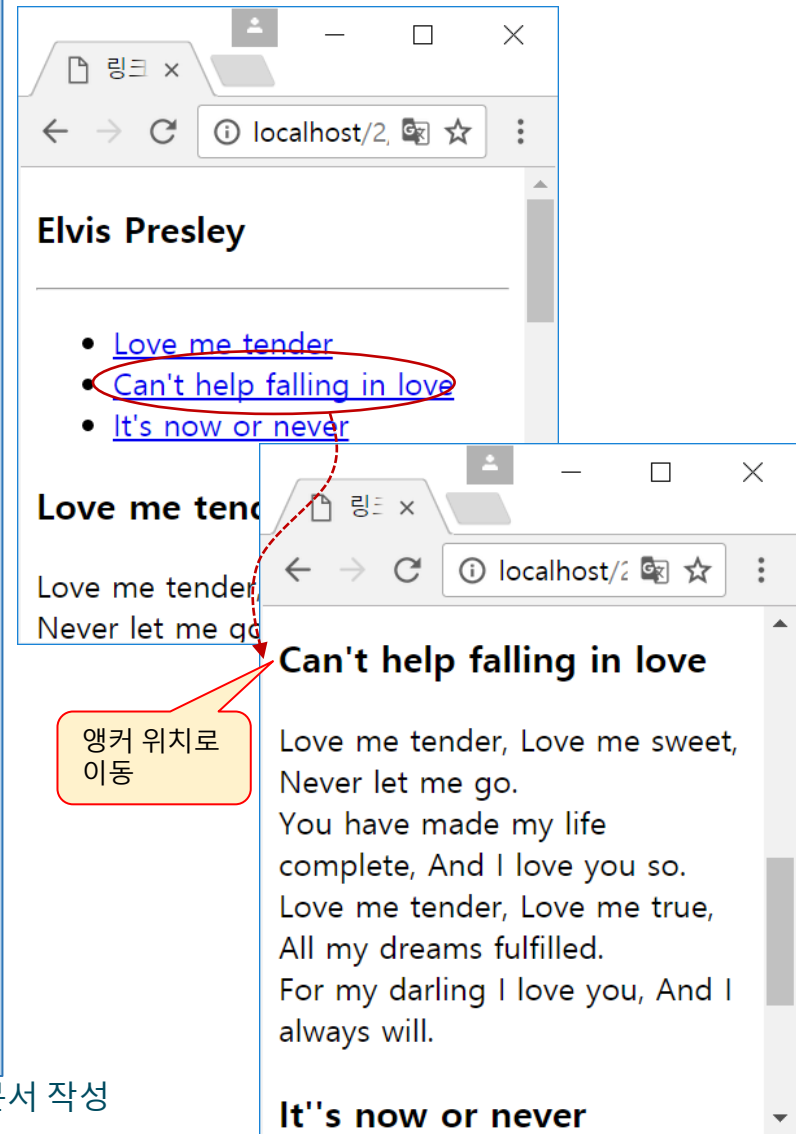 링크
localhost/2,
Elvis Presley
Love me tender
Can't help falling in love
It's now or never
Love me tend
Love me tender,
Never let me go
링크
localhost/2
Can't help falling in love
Love me tender, Love me sweet,
Never let me go.
You have made my life
complete, And I love you so.
Love me tender, Love me true,
All my dreams fulfilled.
For my darling I love you, And I
always will.
It''s now or never
앵커 위치로
이동
문서 작성